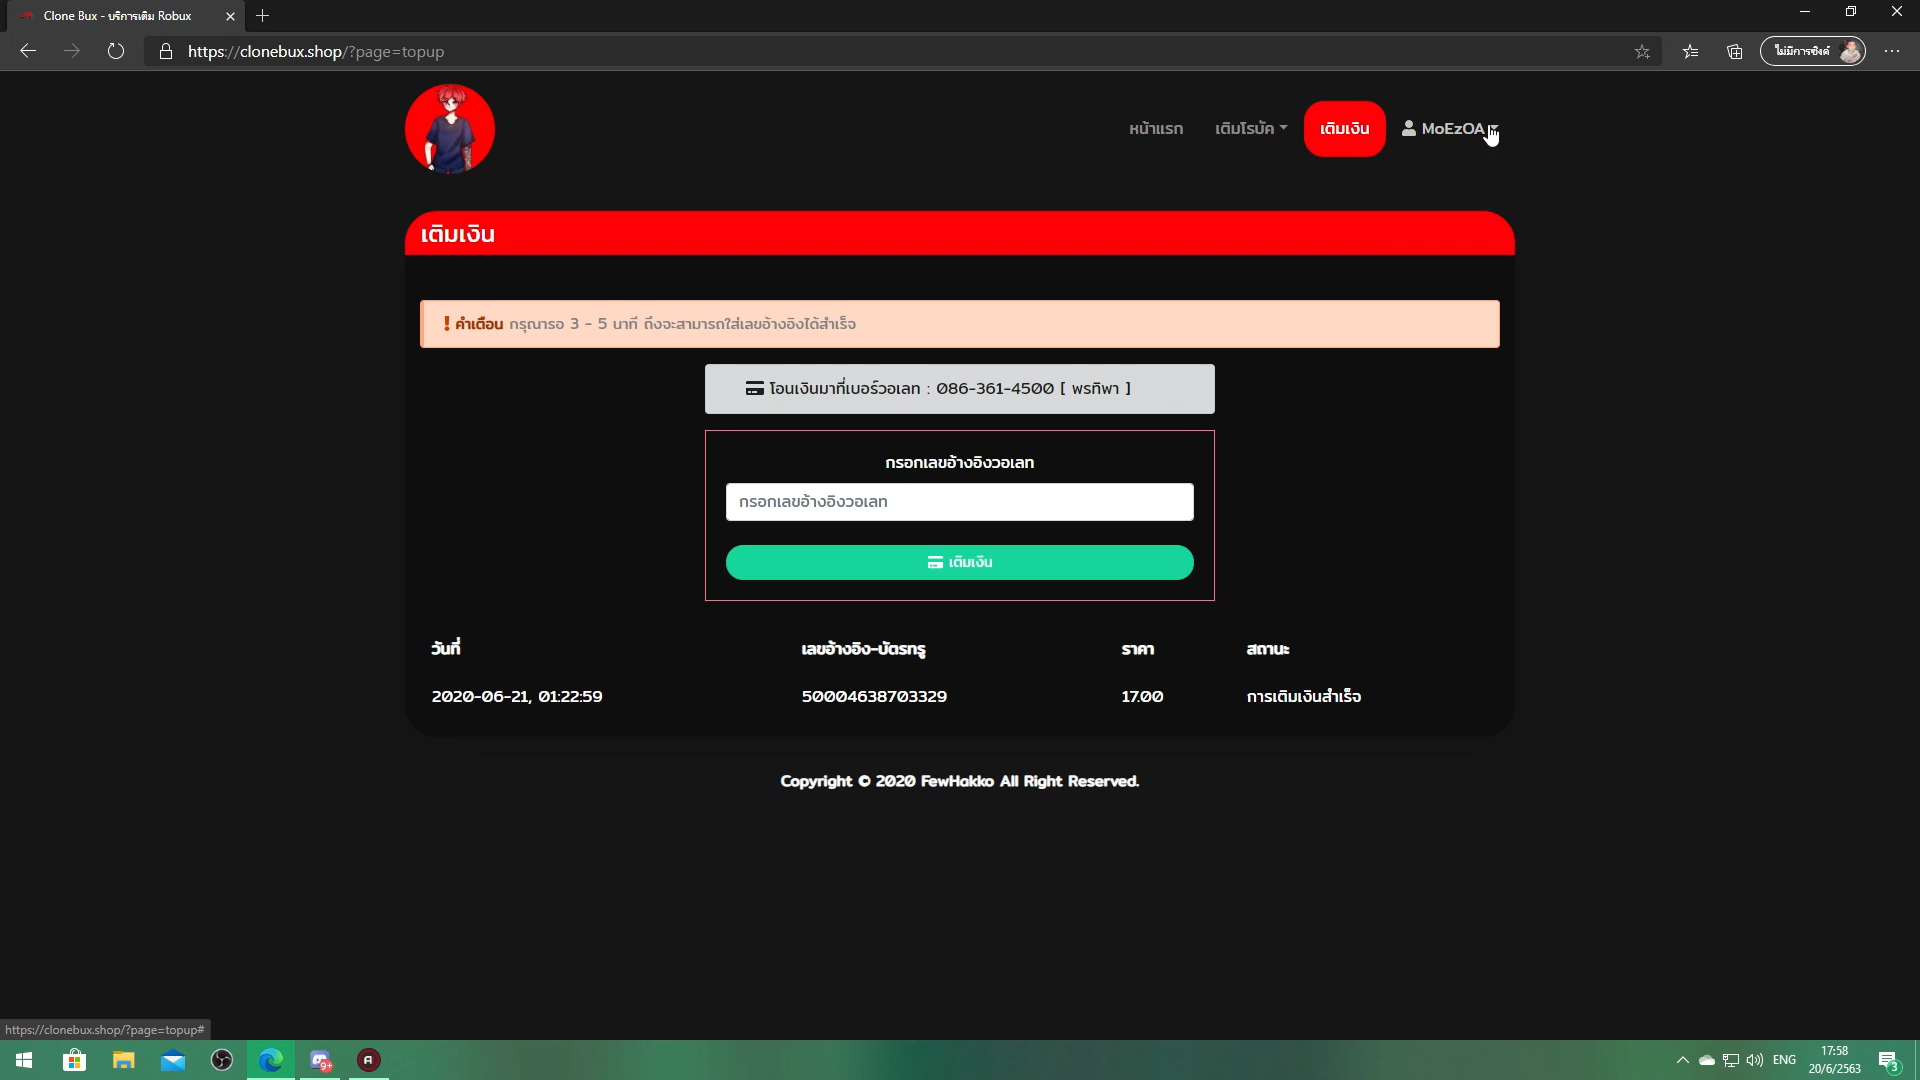 Clone Bux - บริการเติม Robux
https://clonebux.shop/?page=topup
ไม่มีการซิงค์
หน้าแรก
เติมโรบัค
เติมเงิน
MoEzOA
เติมเงิน
คำเตือน กรุณารอ 3 - 5 นาที ถึงจะสามารถใส่เลขอ้างอิงได้สำเร็จ
โอนเงินมาที่เบอร์วอเลท : 086-361-4500 [ พรทิพา ]
กรอกเลขอ้างอิงวอเลท
กรอกเลขอ้างอิงวอเลท
เติมเงิน
วันที่ เลขอ้างอิง-บัตรทรู ราคา สถานะ
2020-06-21, 01:22:59 50004638703329 17.00 การเติมเงินสำเร็จ
Copyright © 2020 FewHakko All Right Reserved.
https://clonebux.shop/?page=topup#
9+
A
ENG
17:58
20/6/2563
3